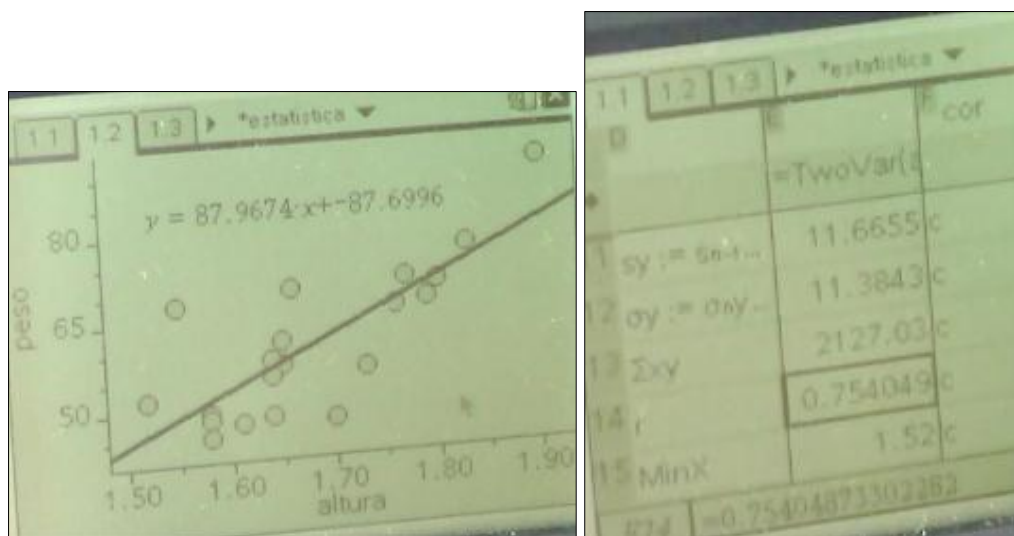 1.1 1.2 1.3 *estatistica
y = 87.9674·x+-87.6996
80
65
50
peso
1.50 1.60 1.70 1.80 1.90
altura
1.1 1.2 1.3 *estatistica
D E F cor
=TwoVar(a
1 sy := sn-1... 11.6655 c
12 σy := σny... 11.3843 c
13 Σxy 2127.03 c
14 r 0.754049 c
15 MinX 1.52 c
=0.75404873302282